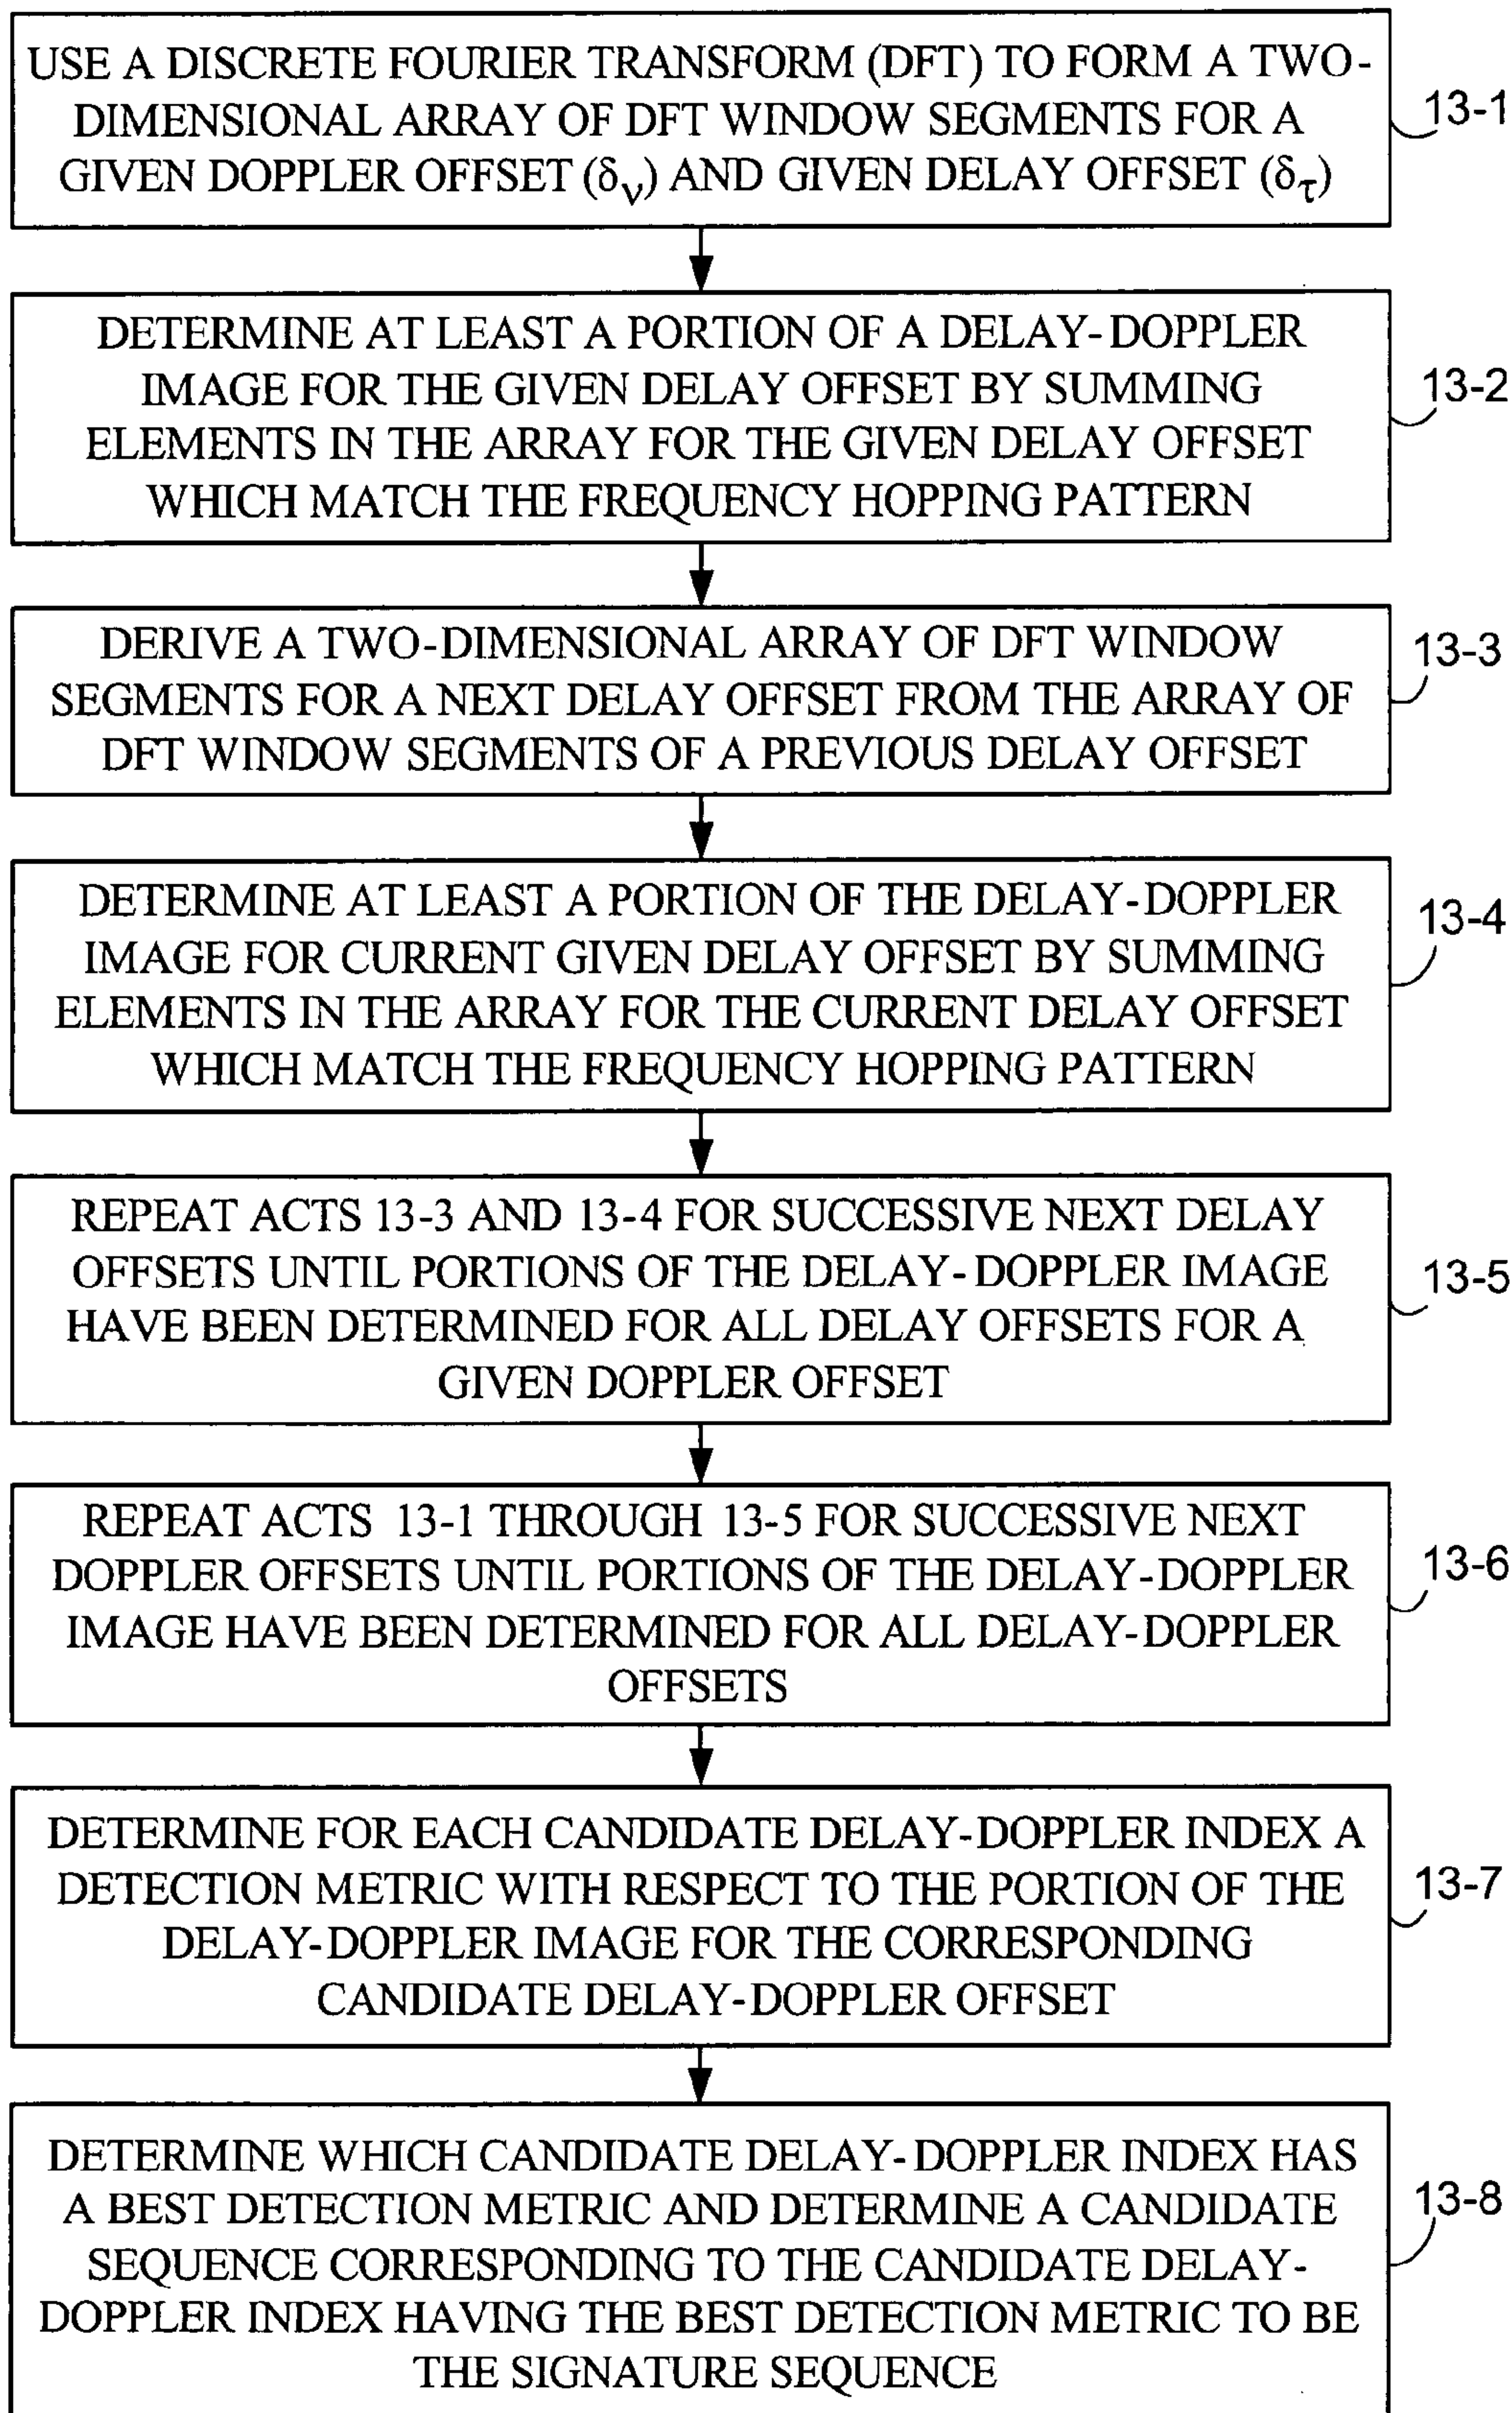 USE A DISCRETE FOURIER TRANSFORM (DFT) TO FORM A TWO-
DIMENSIONAL ARRAY OF DFT WINDOW SEGMENTS FOR A
GIVEN DOPPLER OFFSET (δν) AND GIVEN DELAY OFFSET (δτ)
13-1
DETERMINE AT LEAST A PORTION OF A DELAY-DOPPLER
IMAGE FOR THE GIVEN DELAY OFFSET BY SUMMING
ELEMENTS IN THE ARRAY FOR THE GIVEN DELAY OFFSET
WHICH MATCH THE FREQUENCY HOPPING PATTERN
13-2
DERIVE A TWO-DIMENSIONAL ARRAY OF DFT WINDOW
SEGMENTS FOR A NEXT DELAY OFFSET FROM THE ARRAY OF
DFT WINDOW SEGMENTS OF A PREVIOUS DELAY OFFSET
13-3
DETERMINE AT LEAST A PORTION OF THE DELAY-DOPPLER
IMAGE FOR CURRENT GIVEN DELAY OFFSET BY SUMMING
ELEMENTS IN THE ARRAY FOR THE CURRENT DELAY OFFSET
WHICH MATCH THE FREQUENCY HOPPING PATTERN
13-4
REPEAT ACTS 13-3 AND 13-4 FOR SUCCESSIVE NEXT DELAY
OFFSETS UNTIL PORTIONS OF THE DELAY-DOPPLER IMAGE
HAVE BEEN DETERMINED FOR ALL DELAY OFFSETS FOR A
GIVEN DOPPLER OFFSET
13-5
REPEAT ACTS 13-1 THROUGH 13-5 FOR SUCCESSIVE NEXT
DOPPLER OFFSETS UNTIL PORTIONS OF THE DELAY-DOPPLER
IMAGE HAVE BEEN DETERMINED FOR ALL DELAY-DOPPLER
OFFSETS
13-6
DETERMINE FOR EACH CANDIDATE DELAY-DOPPLER INDEX A
DETECTION METRIC WITH RESPECT TO THE PORTION OF THE
DELAY-DOPPLER IMAGE FOR THE CORRESPONDING
CANDIDATE DELAY-DOPPLER OFFSET
13-7
DETERMINE WHICH CANDIDATE DELAY-DOPPLER INDEX HAS
A BEST DETECTION METRIC AND DETERMINE A CANDIDATE
SEQUENCE CORRESPONDING TO THE CANDIDATE DELAY-
DOPPLER INDEX HAVING THE BEST DETECTION METRIC TO BE
THE SIGNATURE SEQUENCE
13-8